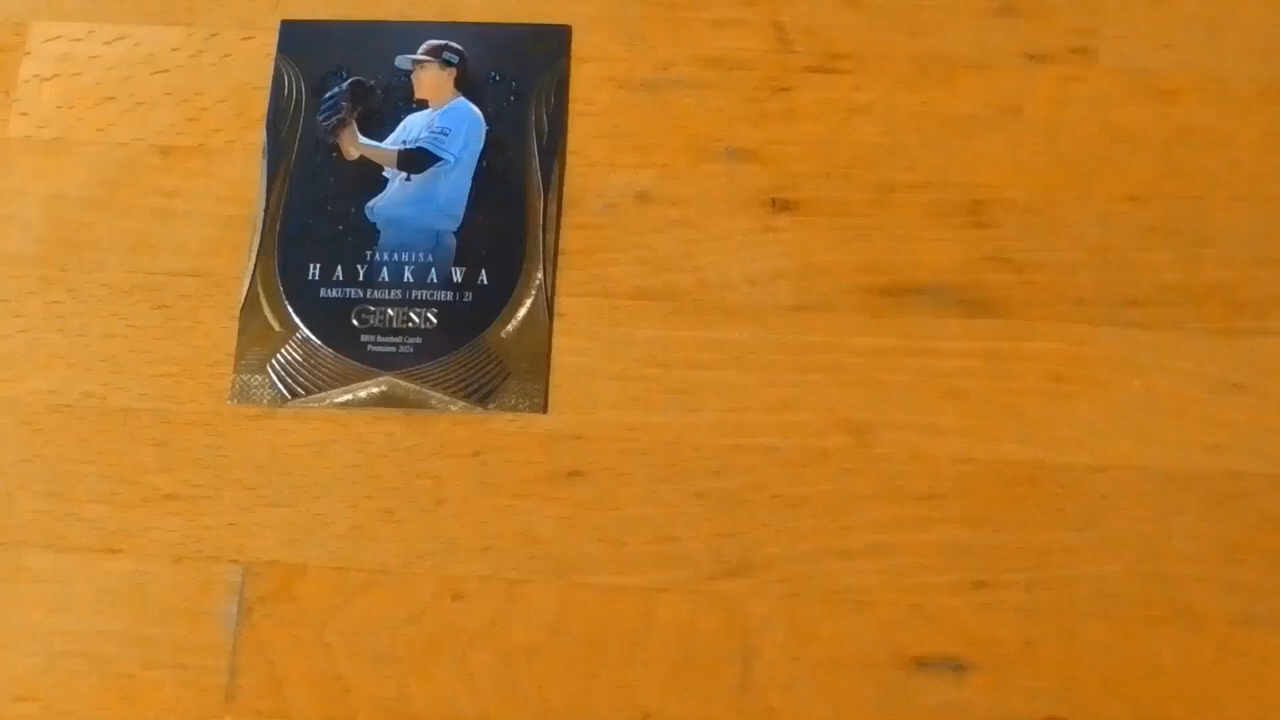 TAKAHISA
HAYAKAWA
RAKUTEN EAGLES | PITCHER | 21
GENESIS
BBM Baseball Cards
Premium 2024